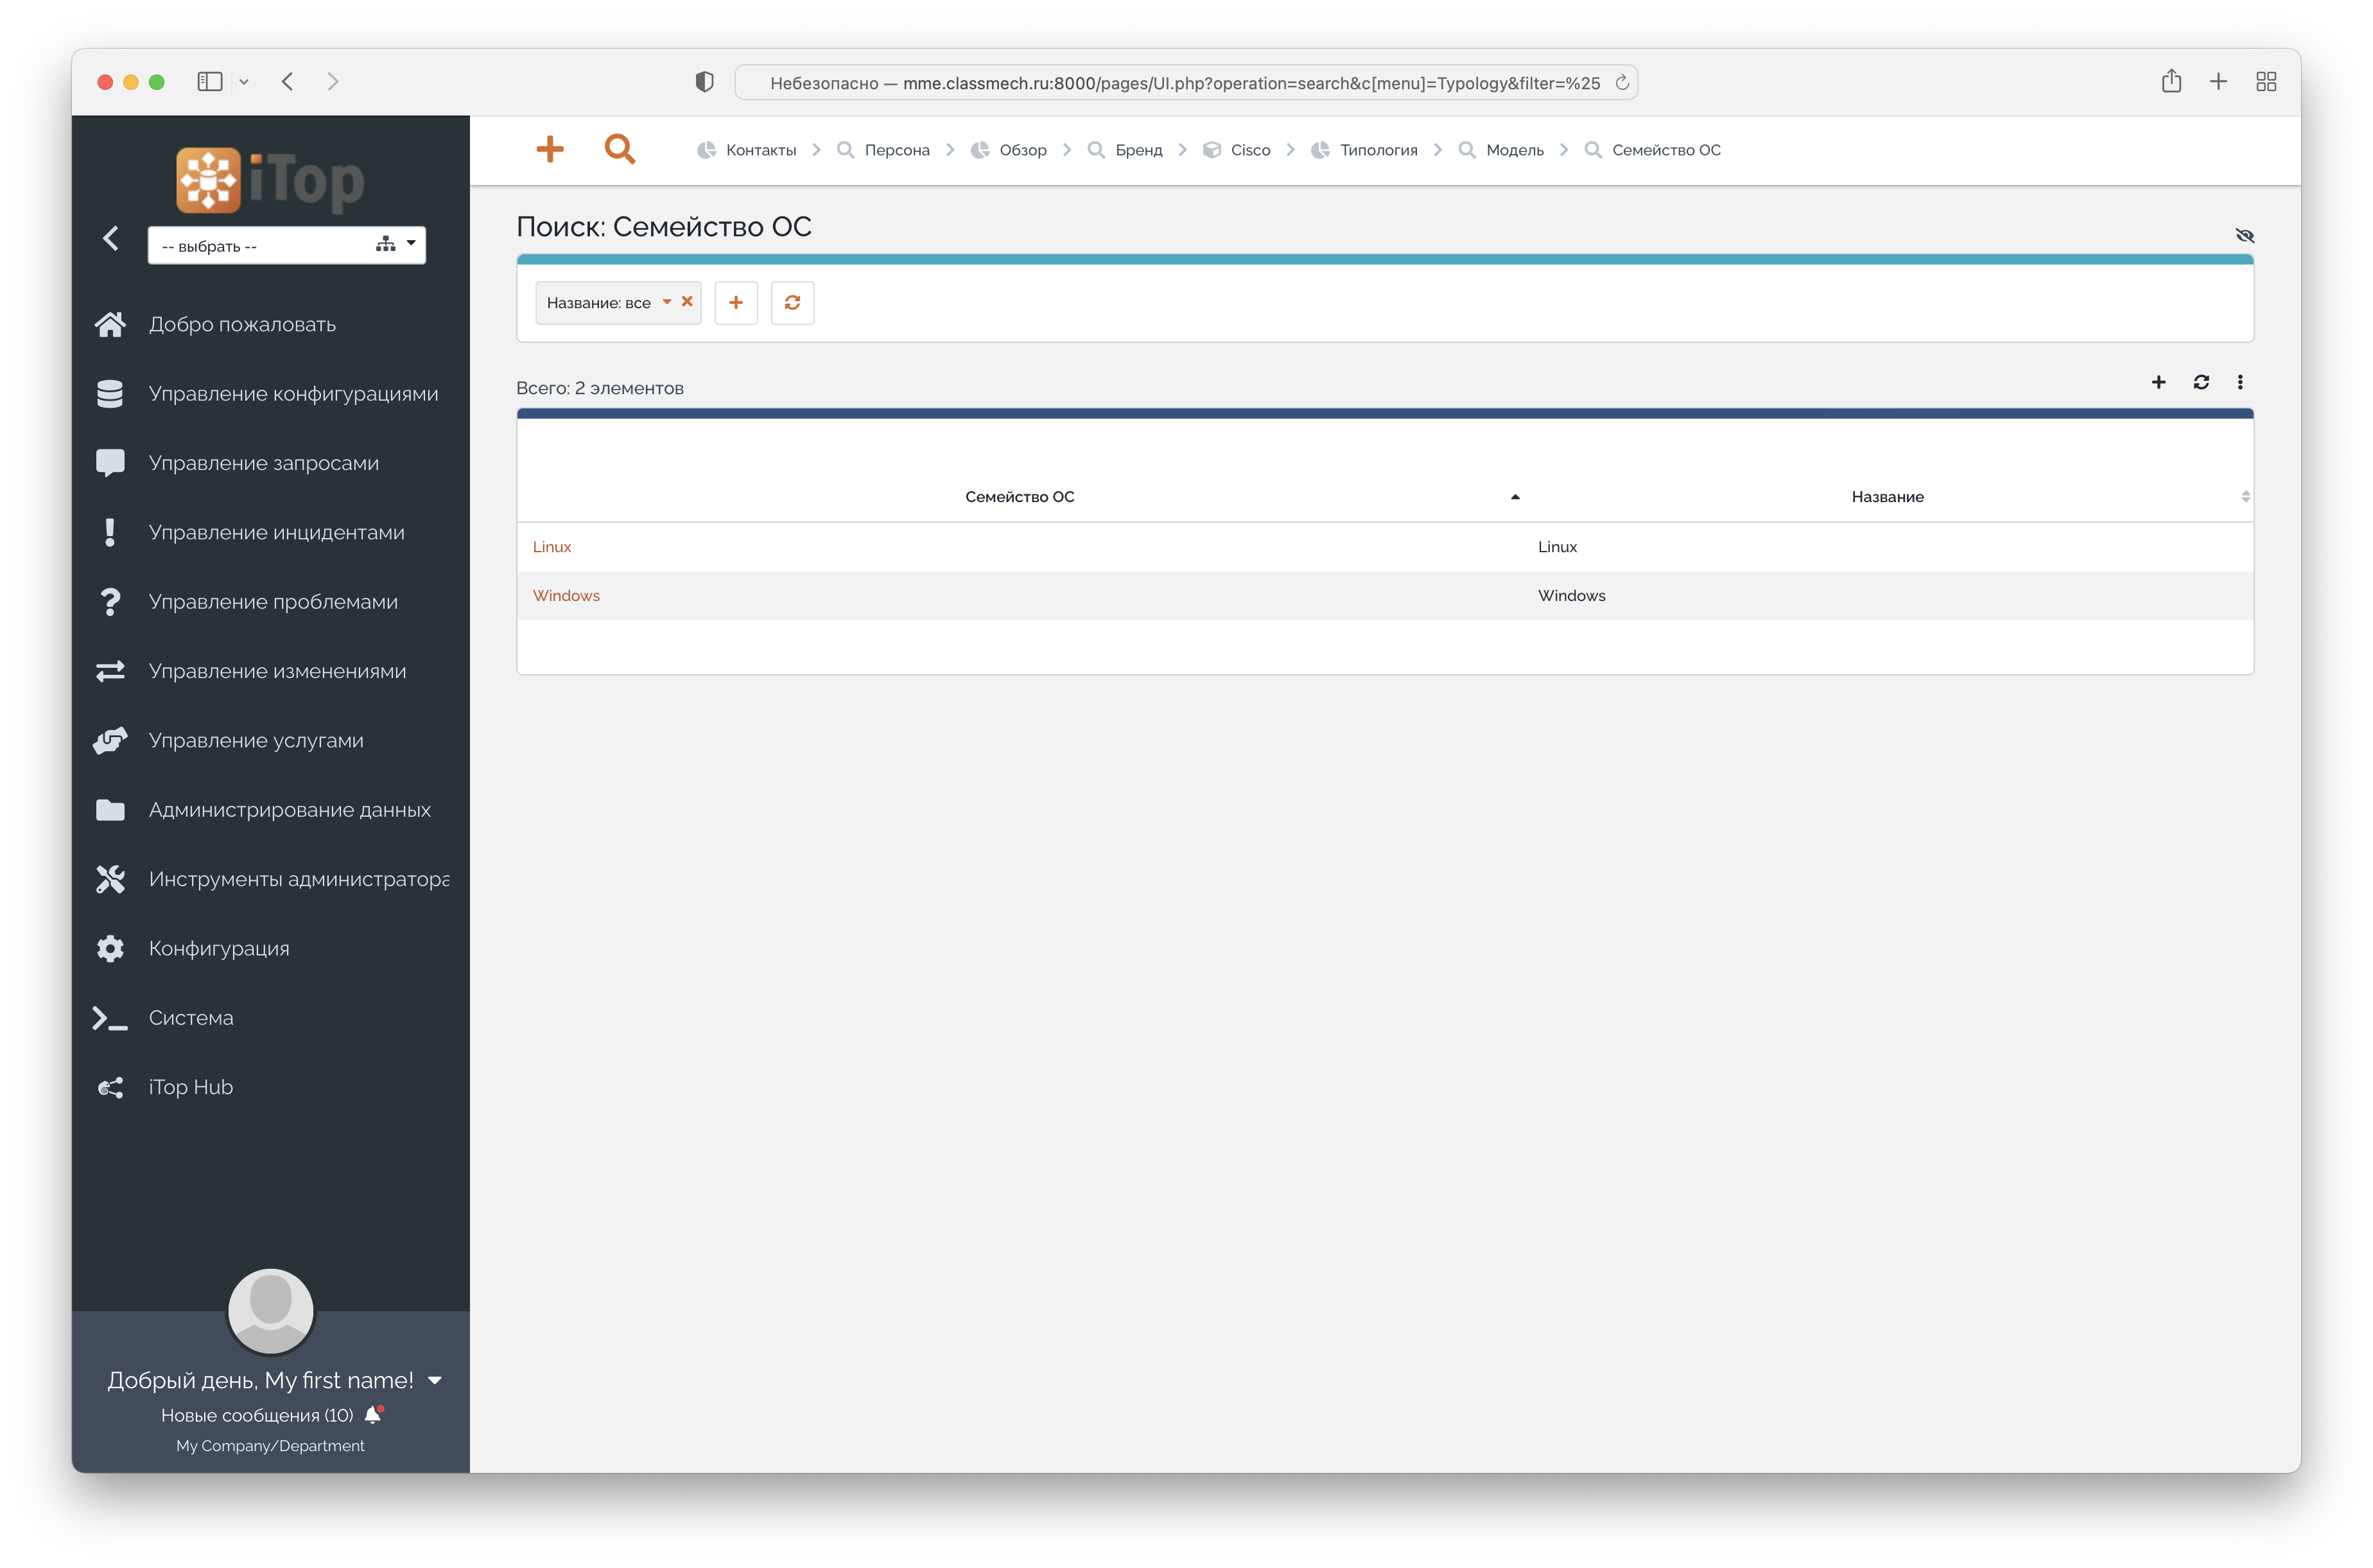 Небезопасно — mme.classmech.ru:8000/pages/UI.php?operation=search&c[menu]=Typology&filter=%25
iTop
-- выбрать --
Добро пожаловать
Управление конфигурациями
Управление запросами
Управление инцидентами
Управление проблемами
Управление изменениями
Управление услугами
Администрирование данных
Инструменты администратора
Конфигурация
Система
iTop Hub
Добрый день, My first name!
Новые сообщения (10)
My Company/Department
Контакты Персона Обзор Бренд Cisco Типология Модель Семейство ОС
Поиск: Семейство ОС
Название: все
Всего: 2 элементов
Семейство ОС Название
Linux Linux
Windows Windows